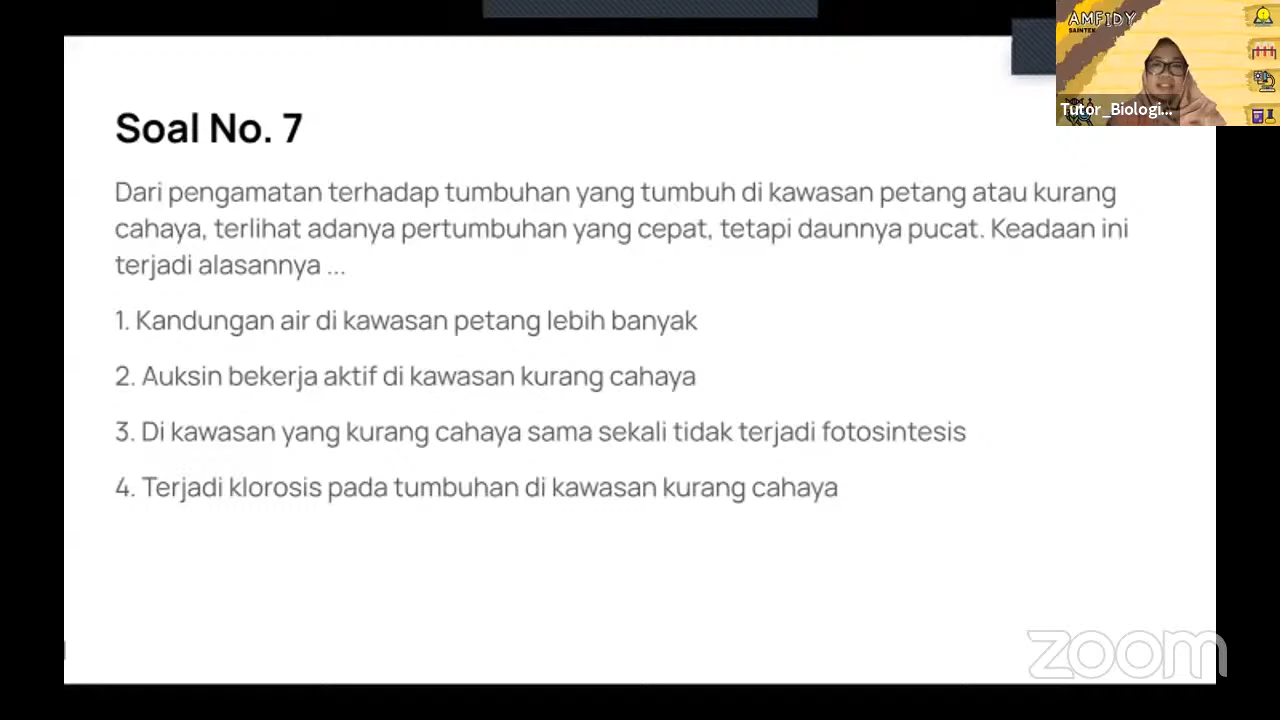 AMFIDY
SAINTEK
Tutor_Biologi...
Soal No. 7
Dari pengamatan terhadap tumbuhan yang tumbuh di kawasan petang atau kurang
cahaya, terlihat adanya pertumbuhan yang cepat, tetapi daunnya pucat. Keadaan ini
terjadi alasannya ...
1. Kandungan air di kawasan petang lebih banyak
2. Auksin bekerja aktif di kawasan kurang cahaya
3. Di kawasan yang kurang cahaya sama sekali tidak terjadi fotosintesis
4. Terjadi klorosis pada tumbuhan di kawasan kurang cahaya
zoom